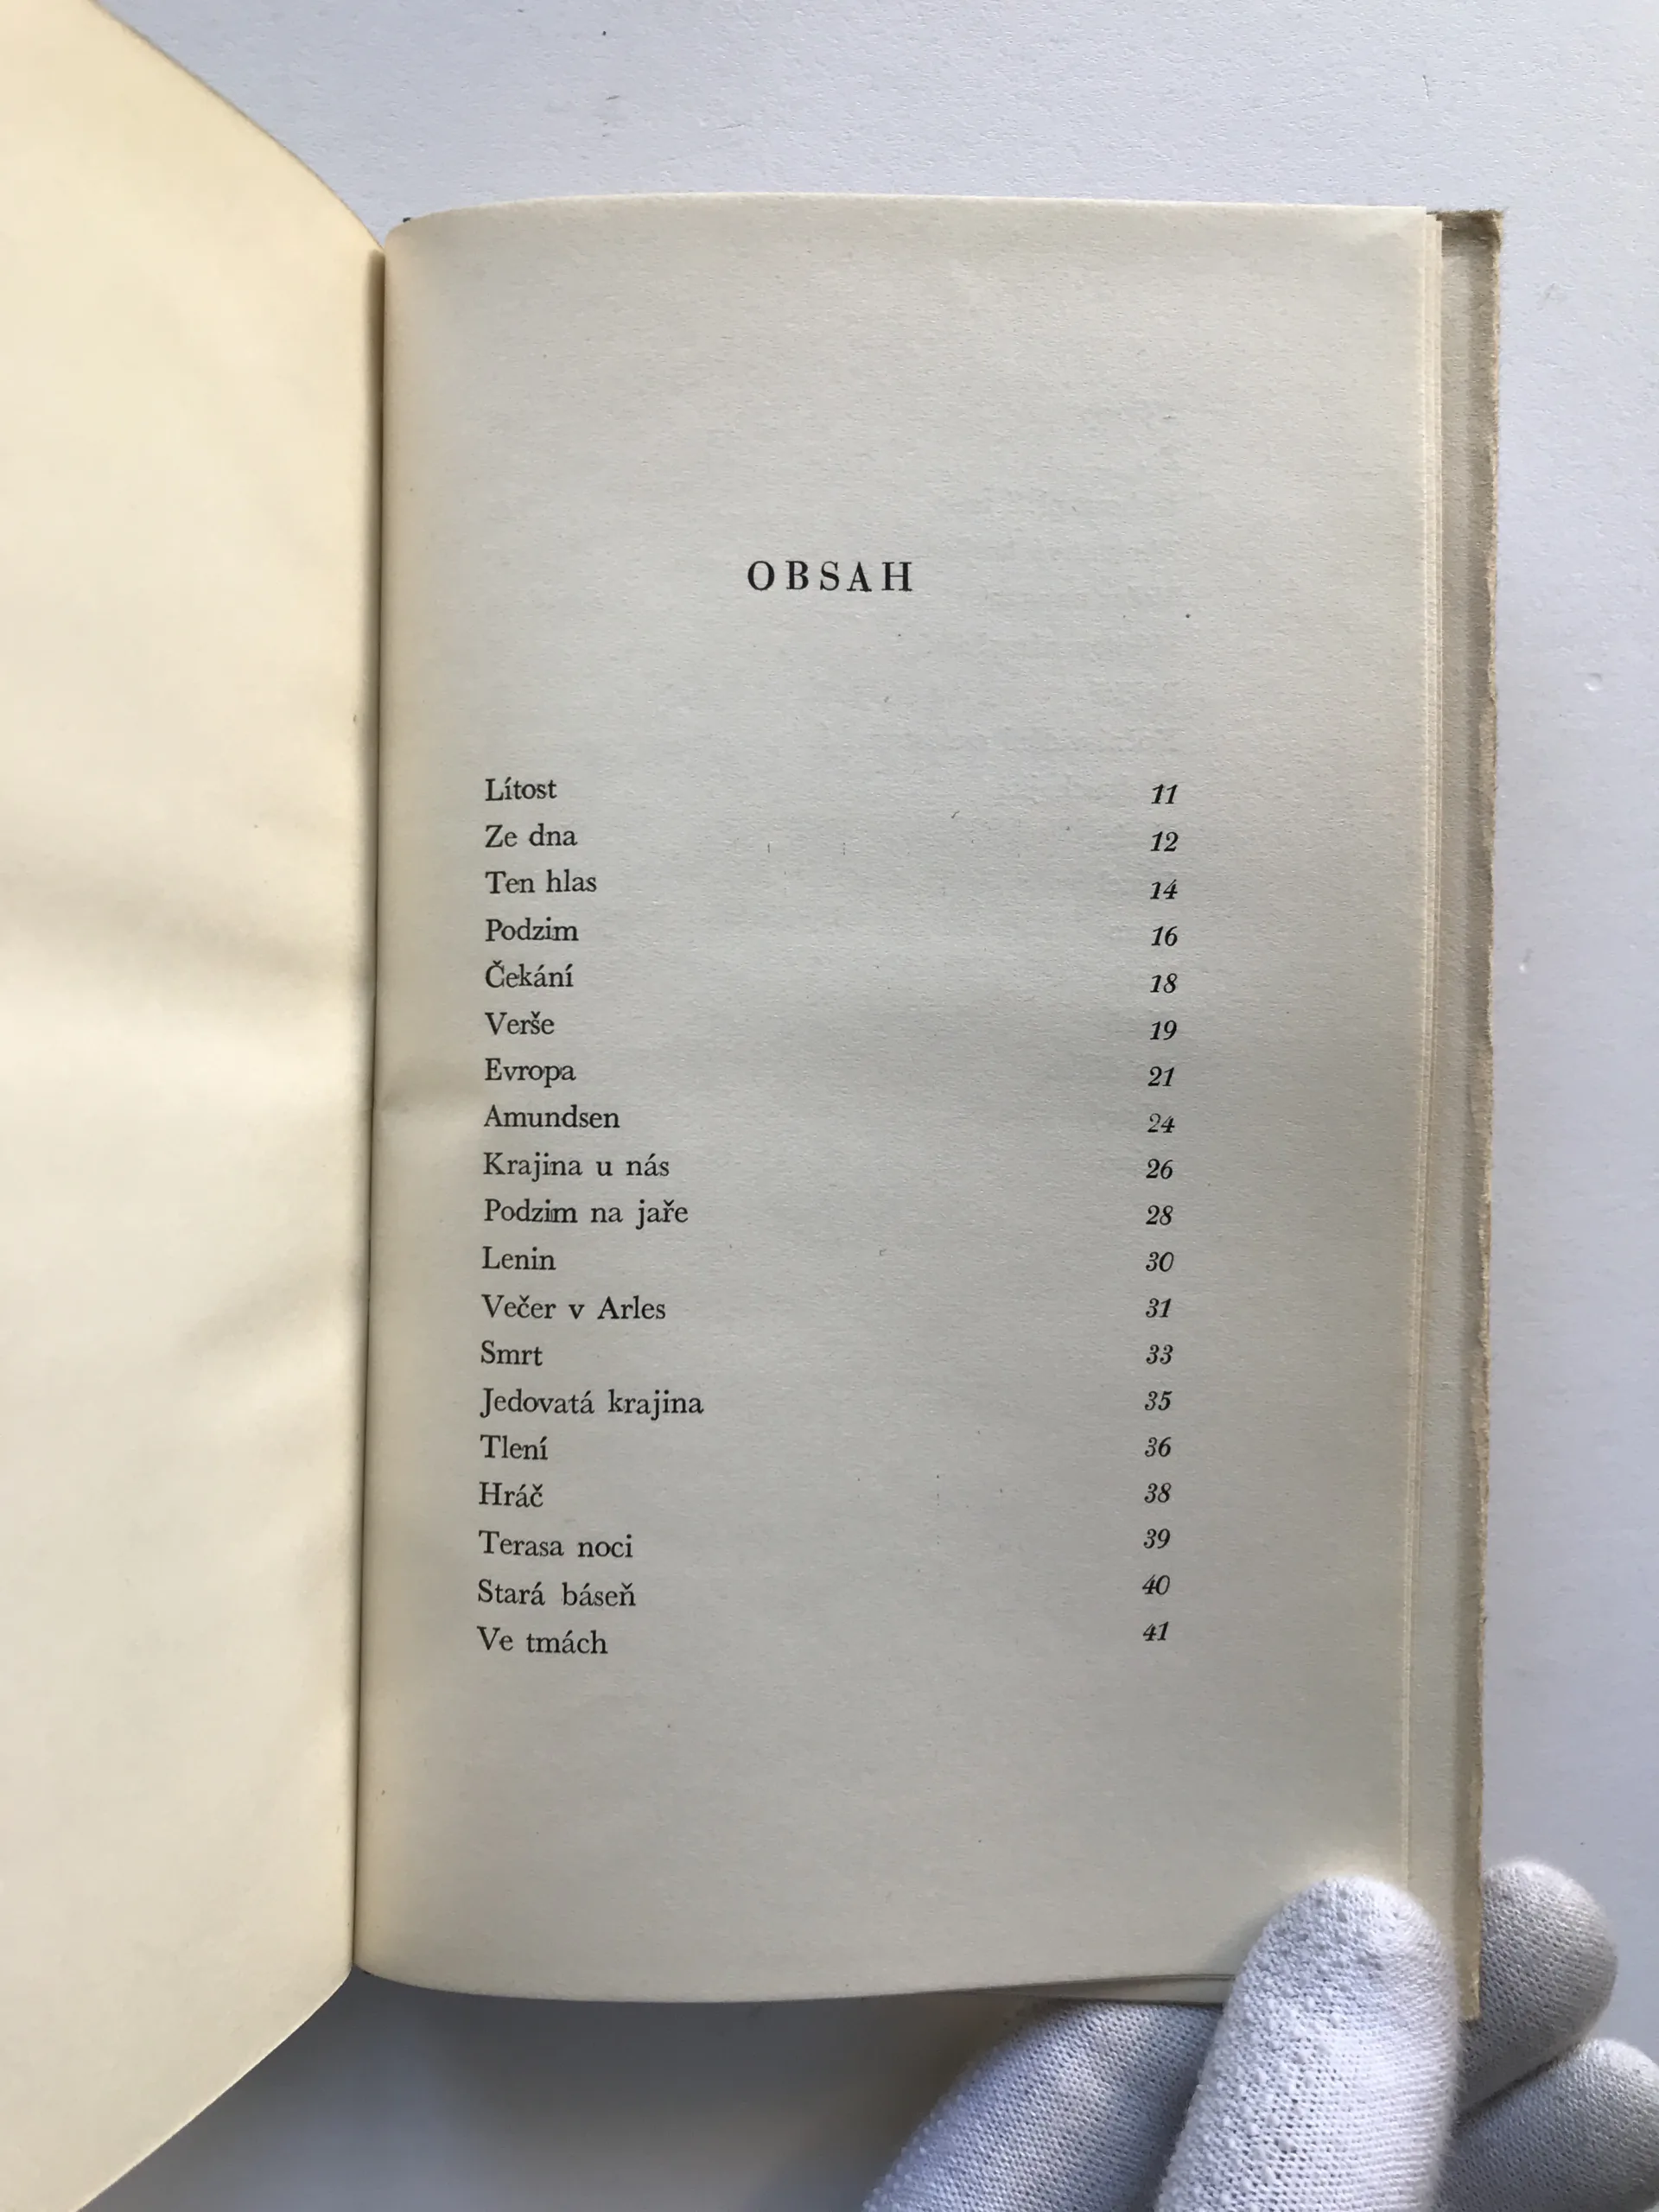 OBSAH
Lítost 11
Ze dna 12
Ten hlas 14
Podzim 16
Čekání 18
Verše 19
Evropa 21
Amundsen 24
Krajina u nás 26
Podzim na jaře 28
Lenin 30
Večer v Arles 31
Smrt 33
Jedovatá krajina 35
Tlení 36
Hráč 38
Terasa noci 39
Stará báseň 40
Ve tmách 41